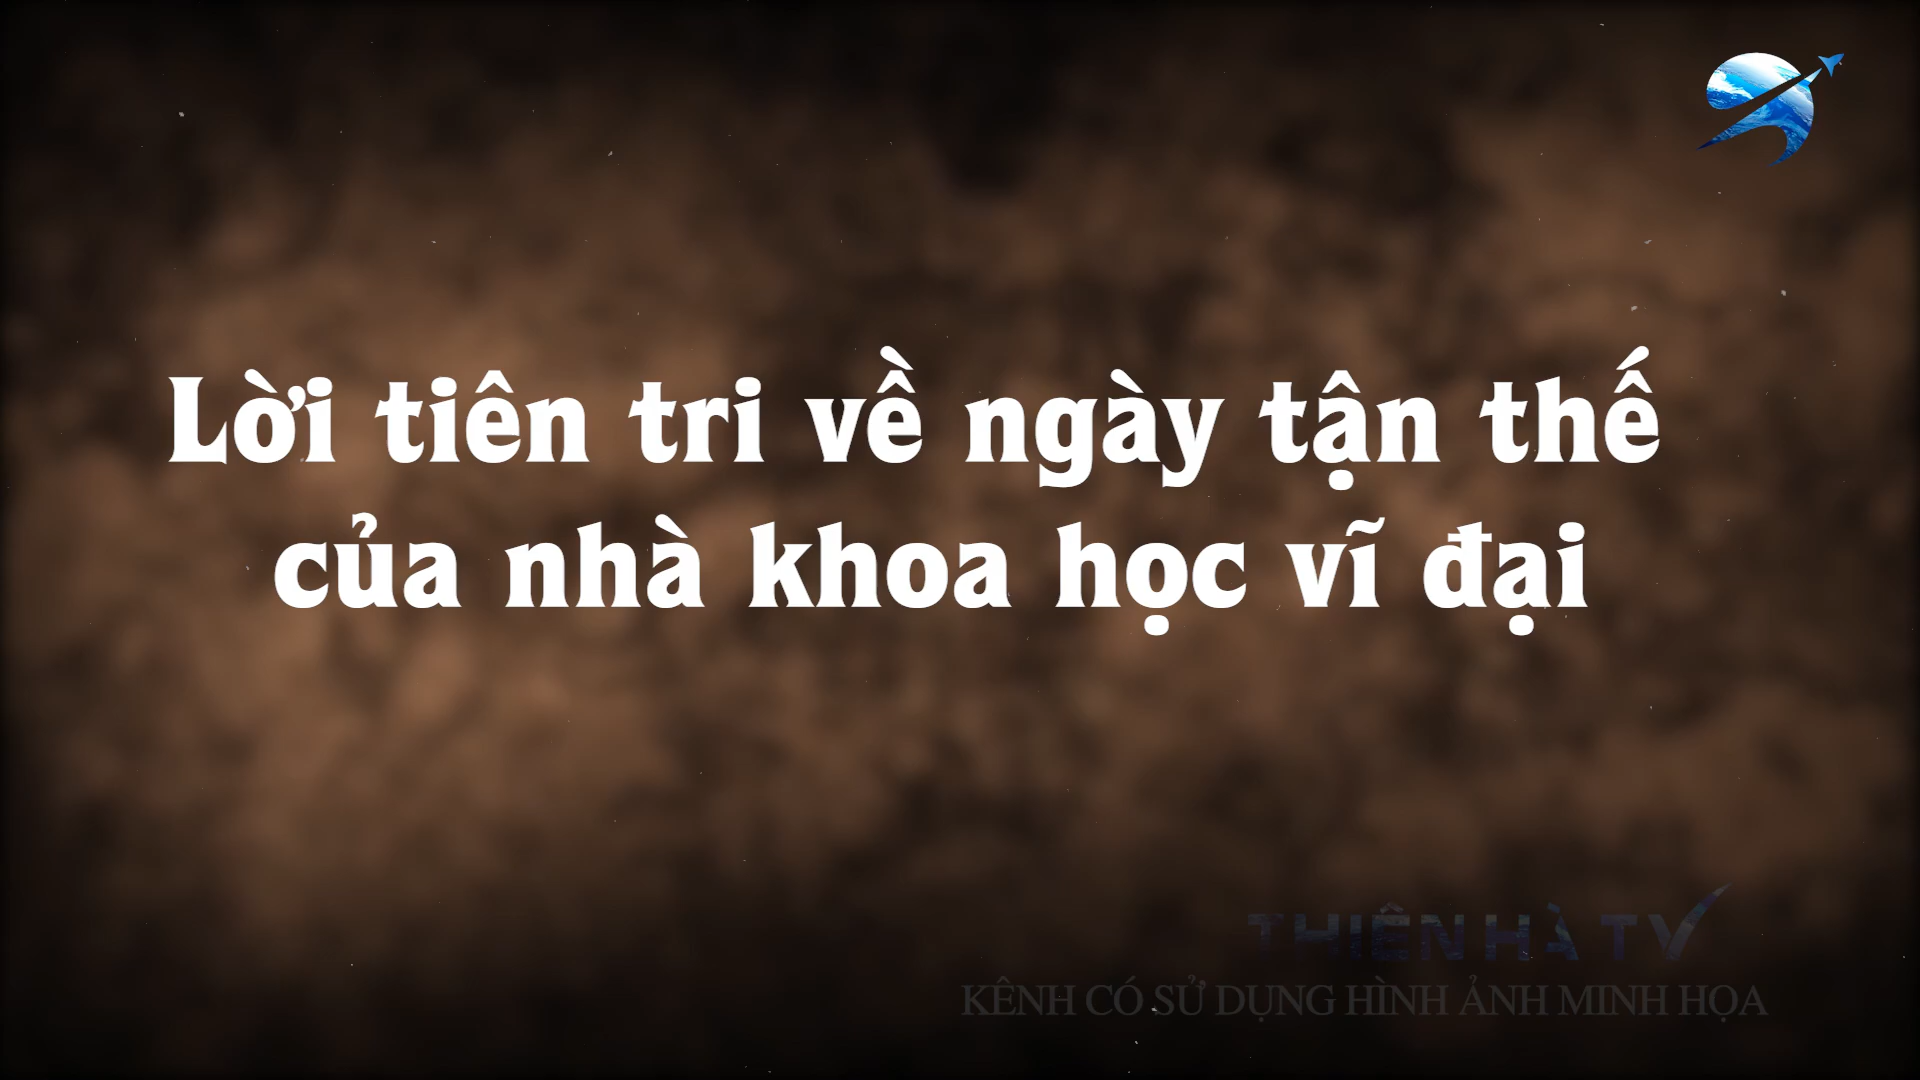 Lời tiên tri về ngày tận thế
của nhà khoa học vĩ đại
THIÊN HÀ TV
KÊNH CÓ SỬ DỤNG HÌNH ẢNH MINH HỌA